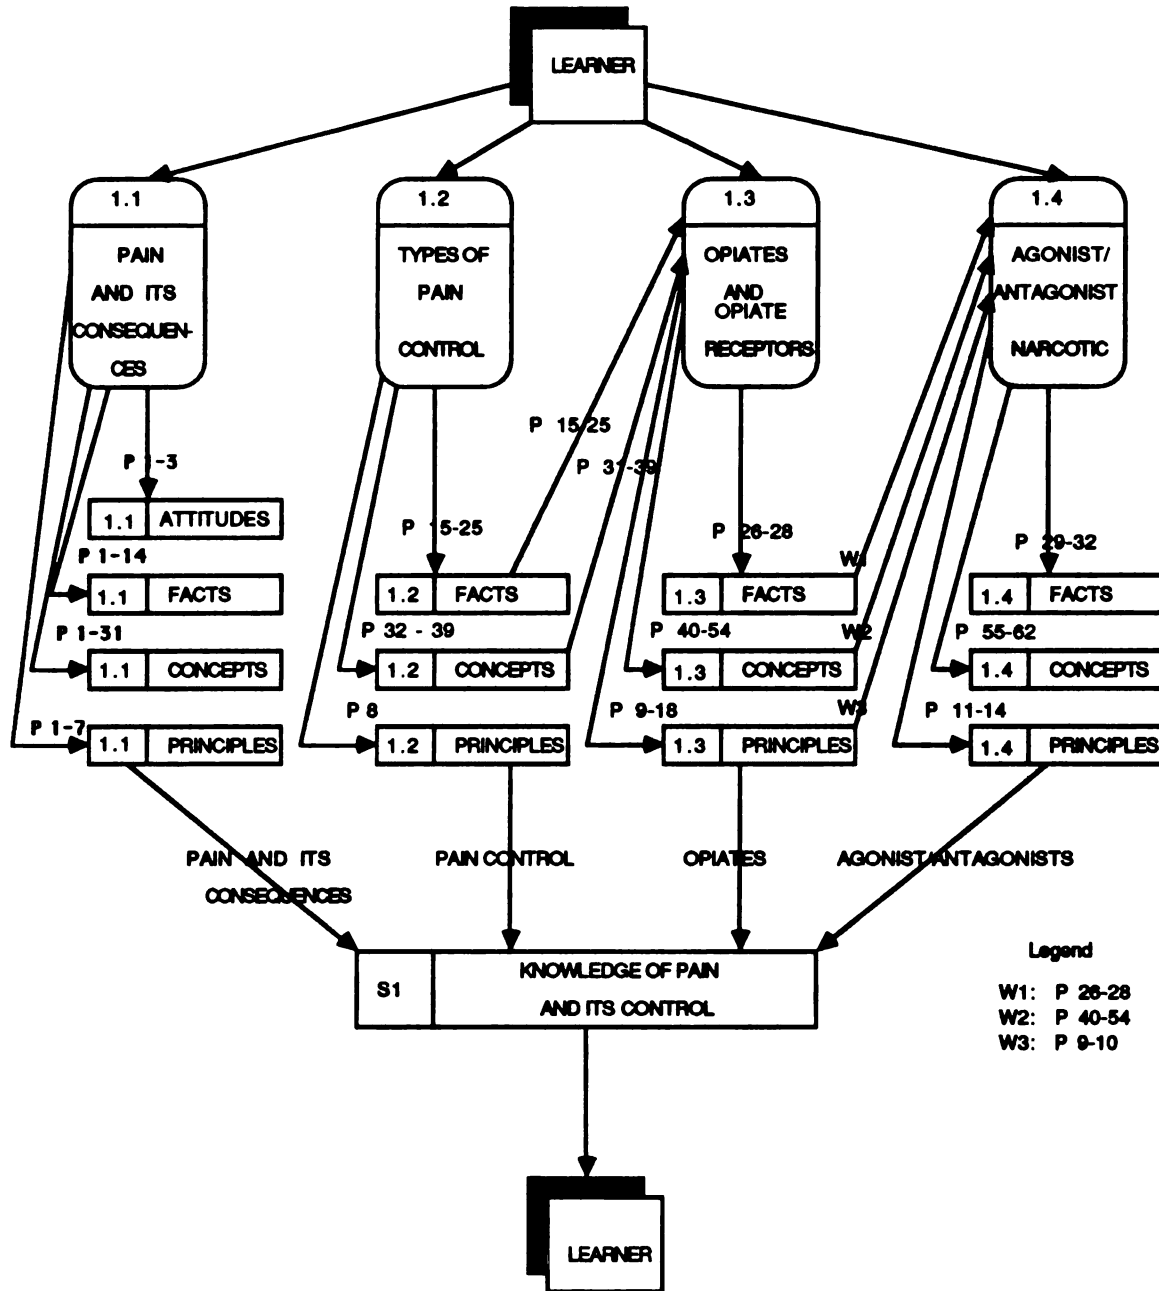 LEARNER
1.1
PAIN
AND ITS
CONSEQUEN-
CES
1.2
TYPES OF
PAIN
CONTROL
1.3
OPIATES
AND
OPIATE
RECEPTORS
1.4
AGONIST/
ANTAGONIST
NARCOTIC
P 15-25
P 31-39
P 1-3
1.1 ATTITUDES
P 1-14
1.1 FACTS
P 1-31
1.1 CONCEPTS
P 1-7
1.1 PRINCIPLES
P 15-25
1.2 FACTS
P 32 - 39
1.2 CONCEPTS
P 8
1.2 PRINCIPLES
P 26-28
1.3 FACTS
P 40-54
1.3 CONCEPTS
P 9-18
1.3 PRINCIPLES
W1
W2
W3
P 29-32
1.4 FACTS
P 55-62
1.4 CONCEPTS
P 11-14
1.4 PRINCIPLES
PAIN AND ITS
CONSEQUENCES
PAIN CONTROL
OPIATES
AGONIST/ANTAGONISTS
S1
KNOWLEDGE OF PAIN
AND ITS CONTROL
Legend
W1: P 26-28
W2: P 40-54
W3: P 9-10
LEARNER